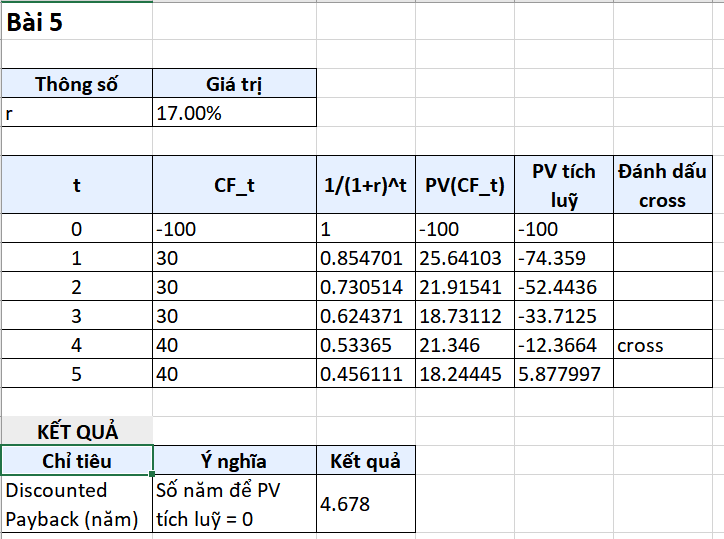 Bài 5
Thông số Giá trị
r 17.00%
t CF_t 1/(1+r)^t PV(CF_t) PV tích luỹ Đánh dấu cross
0 -100 1 -100 -100
1 30 0.854701 25.64103 -74.359
2 30 0.730514 21.91541 -52.4436
3 30 0.624371 18.73112 -33.7125
4 40 0.53365 21.346 -12.3664 cross
5 40 0.456111 18.24445 5.877997
KẾT QUẢ
Chỉ tiêu Ý nghĩa Kết quả
Discounted Payback (năm) Số năm để PV tích luỹ = 0 4.678